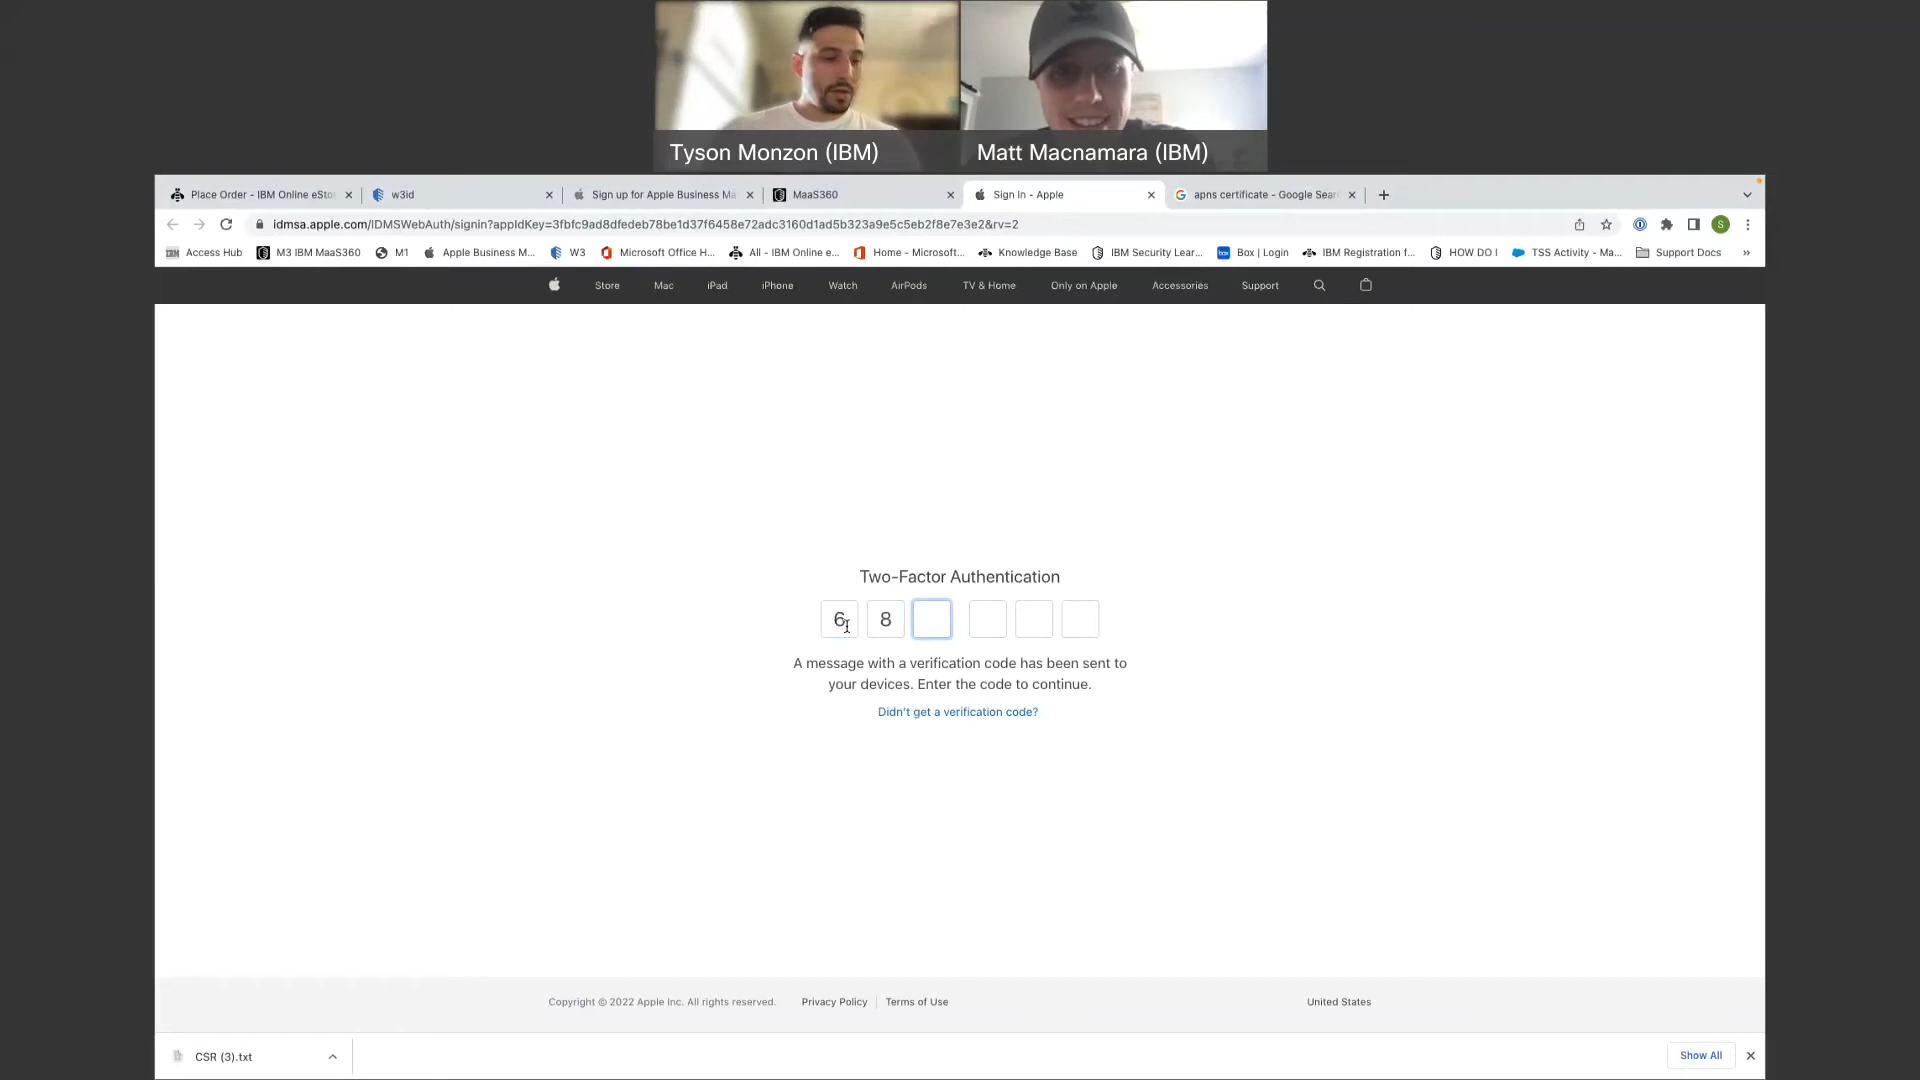 Tyson Monzon (IBM)
Matt Macnamara (IBM)
Place Order - IBM Online eSto
w3id
Sign up for Apple Business Ma
MaaS360
Sign In - Apple
apns certificate - Google Sear
idmsa.apple.com/IDMSWebAuth/signin?appIdKey=3fbfc9ad8dfedeb78be1d37f6458e72adc3160d1ad5b323a9e5c5eb2f8e7e3e2&rv=2
S
IBM Access Hub
M3 IBM MaaS360
M1
Apple Business M...
W3
Microsoft Office H...
All - IBM Online e...
Home - Microsoft...
Knowledge Base
IBM Security Lear...
box Box | Login
IBM Registration f...
HOW DO I
TSS Activity - Ma...
Support Docs
»
Store
Mac
iPad
iPhone
Watch
AirPods
TV & Home
Only on Apple
Accessories
Support
Two-Factor Authentication
6 8
A message with a verification code has been sent to
your devices. Enter the code to continue.
Didn't get a verification code?
Copyright © 2022 Apple Inc. All rights reserved.
Privacy Policy
Terms of Use
United States
CSR (3).txt
Show All